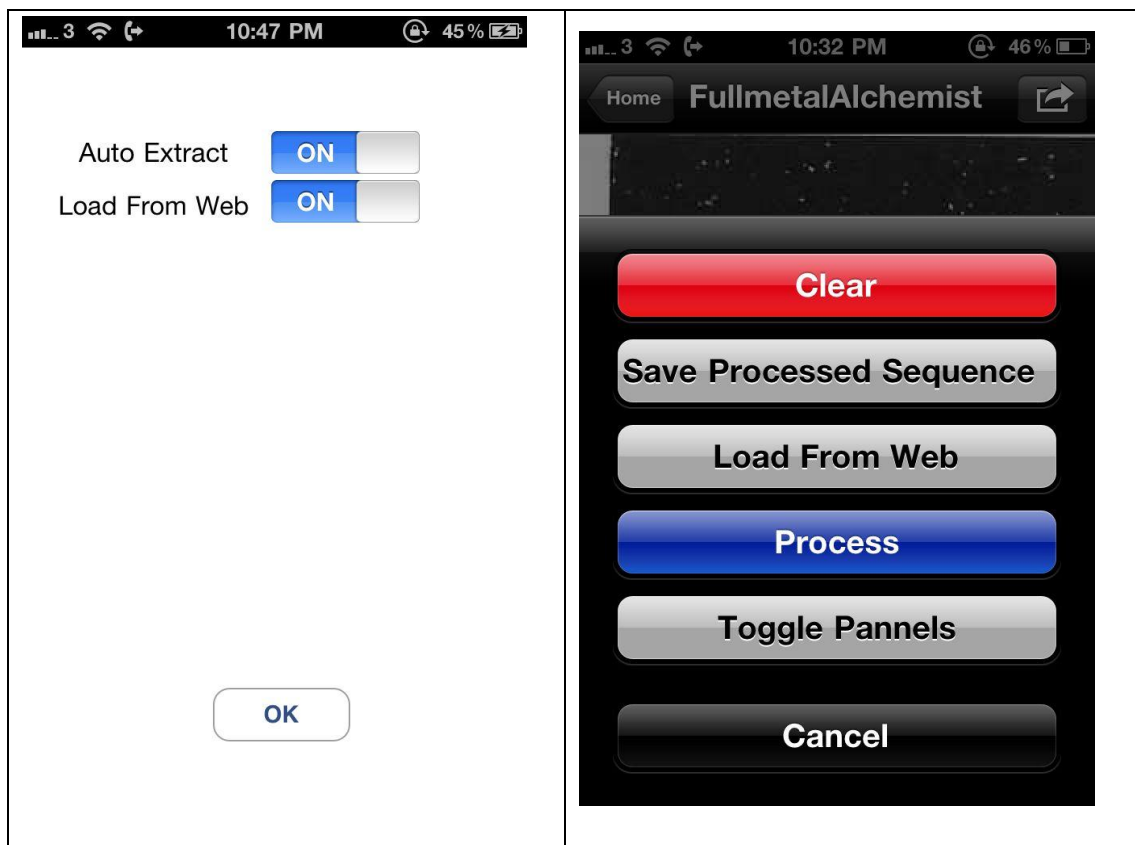 3 10:47 PM 45%
Auto Extract ON
Load From Web ON
OK
3 10:32 PM 46%
Home FullmetalAlchemist
Clear
Save Processed Sequence
Load From Web
Process
Toggle Pannels
Cancel